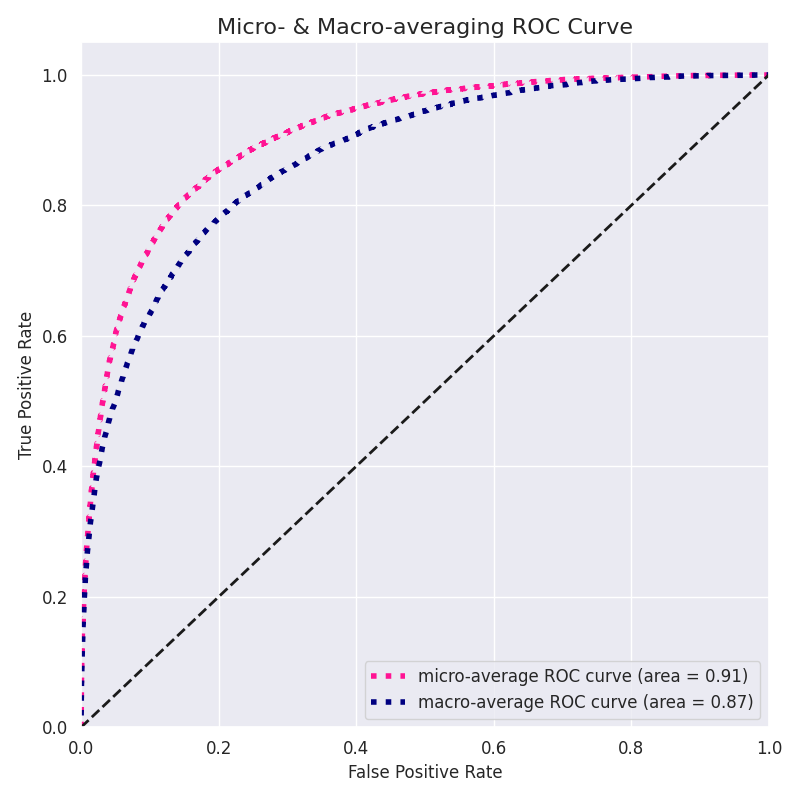 Micro- & Macro-averaging ROC Curve
True Positive Rate
1.0
0.8
0.6
0.4
0.2
0.0
micro-average ROC curve (area = 0.91)
macro-average ROC curve (area = 0.87)
0.0 0.2 0.4 0.6 0.8 1.0
False Positive Rate